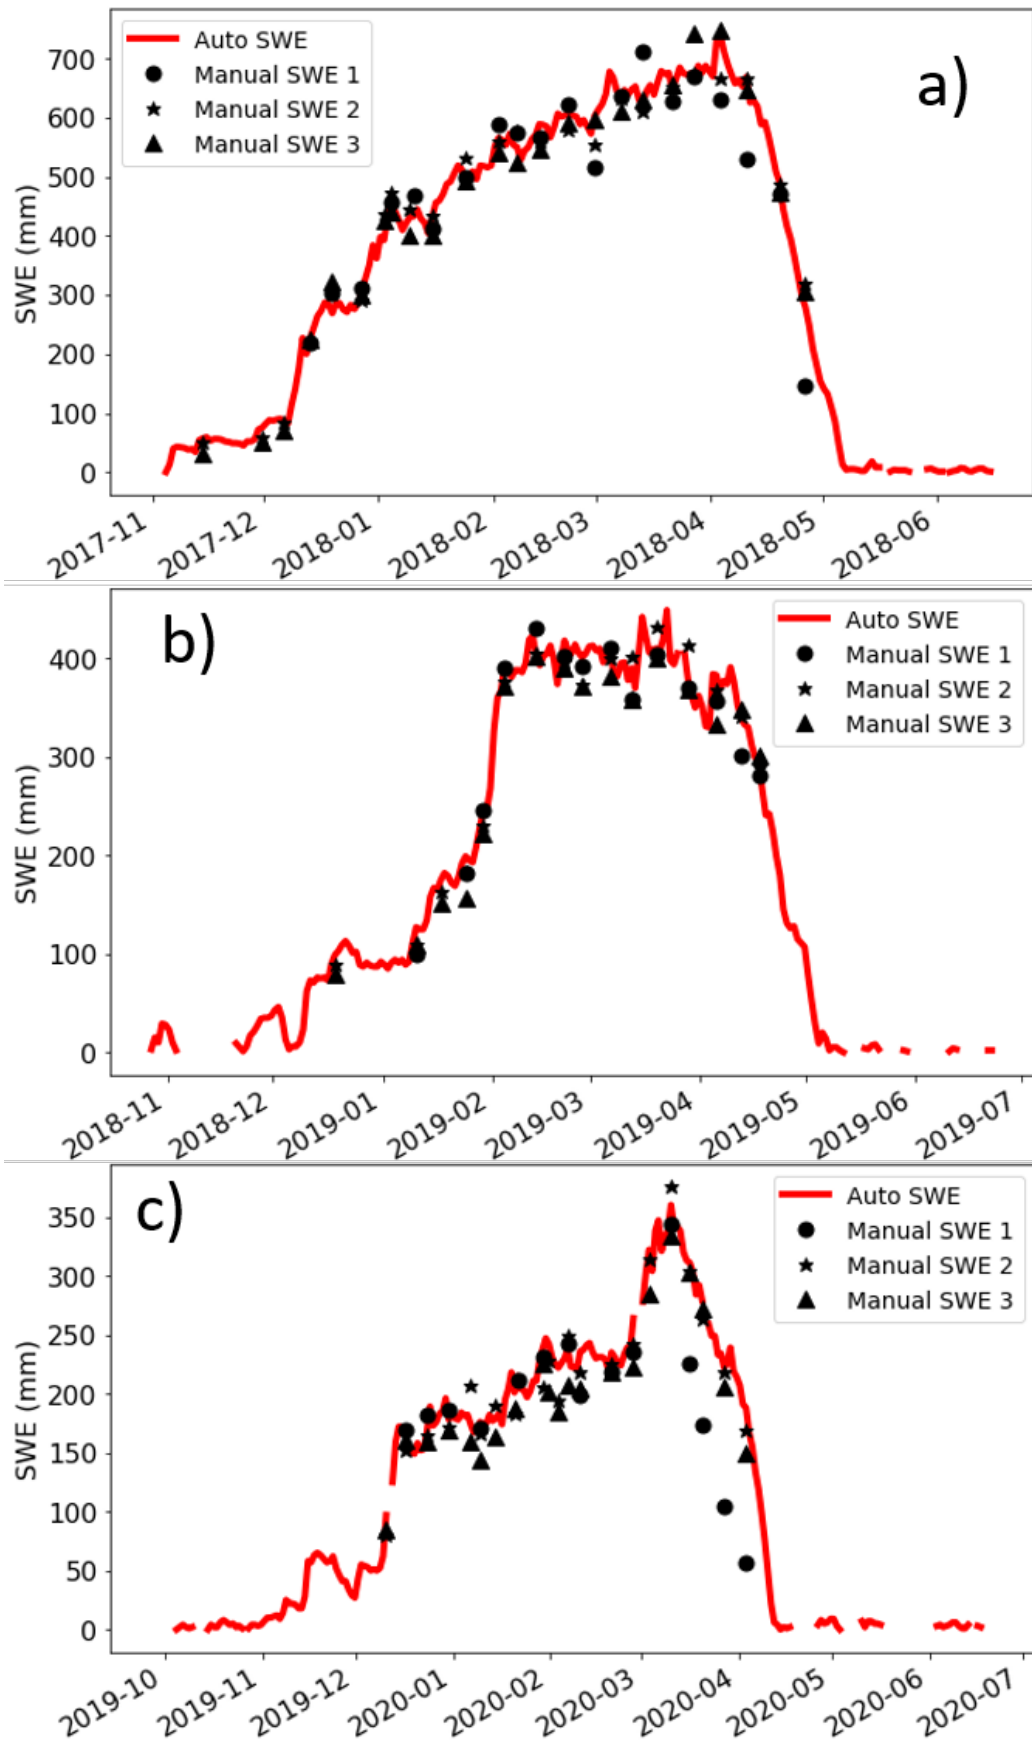 Auto SWE
Manual SWE 1
Manual SWE 2
Manual SWE 3
a)
SWE (mm)
700
600
500
400
300
200
100
0
2017-11
2017-12
2018-01
2018-02
2018-03
2018-04
2018-05
2018-06
b)
Auto SWE
Manual SWE 1
Manual SWE 2
Manual SWE 3
SWE (mm)
400
300
200
100
0
2018-11
2018-12
2019-01
2019-02
2019-03
2019-04
2019-05
2019-06
2019-07
c)
Auto SWE
Manual SWE 1
Manual SWE 2
Manual SWE 3
SWE (mm)
350
300
250
200
150
100
50
0
2019-10
2019-11
2019-12
2020-01
2020-02
2020-03
2020-04
2020-05
2020-06
2020-07